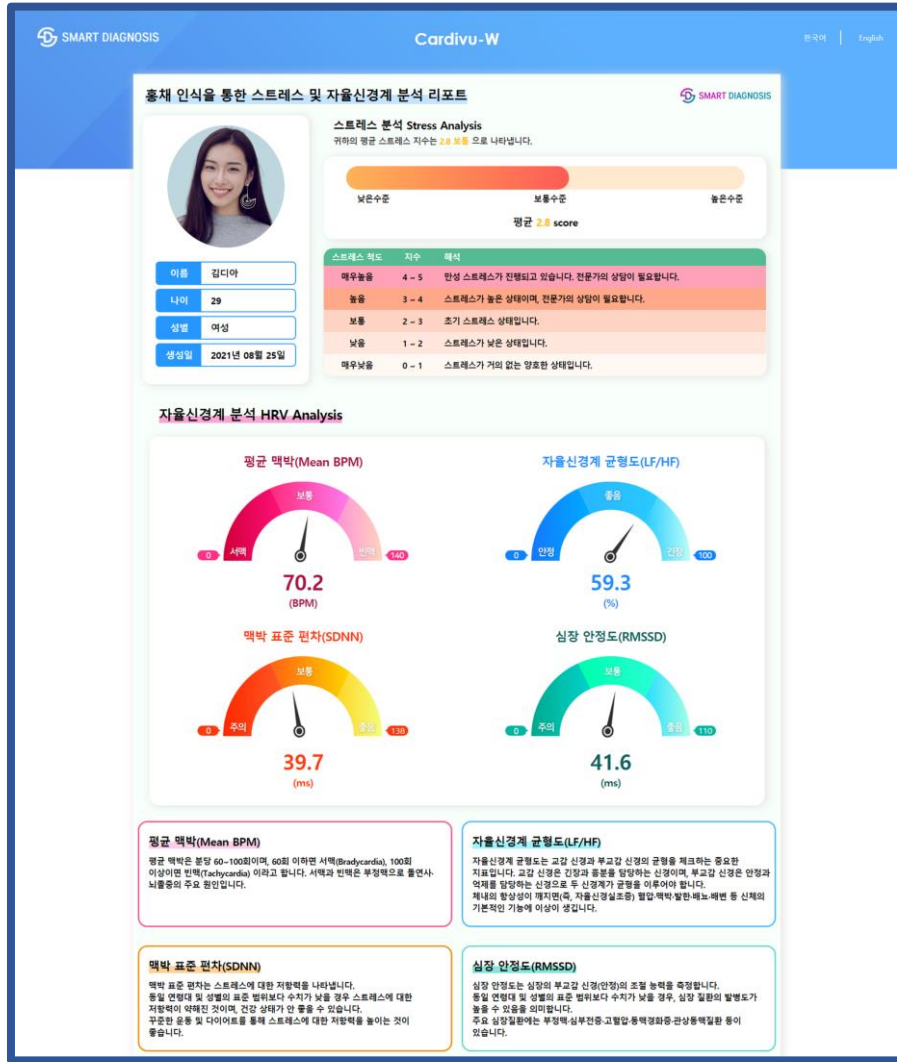 SMART DIAGNOSIS
Cardivu-W
한국어
English
홍채 인식을 통한 스트레스 및 자율신경계 분석 리포트
SMART DIAGNOSIS
스트레스 분석 Stress Analysis
귀하의 평균 스트레스 지수는 2.8 보통 으로 나타냅니다.
낮은수준 보통수준 높은수준
평균 2.8 score
이름 김디아
나이 29
성별 여성
생성일 2021년 08월 25일
스트레스 척도 지수 해석
매우높음 4 ~ 5 만성 스트레스가 진행되고 있습니다. 전문가의 상담이 필요합니다.
높음 3 ~ 4 스트레스가 높은 상태이며, 전문가의 상담이 필요합니다.
보통 2 ~ 3 초기 스트레스 상태입니다.
낮음 1 ~ 2 스트레스가 낮은 상태입니다.
매우낮음 0 ~ 1 스트레스가 거의 없는 양호한 상태입니다.
자율신경계 분석 HRV Analysis
평균 맥박(Mean BPM)
보통
0 서맥 빈맥 140
70.2
(BPM)
자율신경계 균형도(LF/HF)
좋음
0 안정 긴장 100
59.3
(%)
맥박 표준 편차(SDNN)
보통
0 주의 좋음 138
39.7
(ms)
심장 안정도(RMSSD)
보통
0 주의 좋음 110
41.6
(ms)
평균 맥박(Mean BPM)
평균 맥박은 분당 60~100회이며, 60회 이하면 서맥(Bradycardia), 100회
이상이면 빈맥(Tachycardia) 이라고 합니다. 서맥과 빈맥은 부정맥으로 돌연사·
뇌졸중의 주요 원인입니다.
자율신경계 균형도(LF/HF)
자율신경계 균형도는 교감 신경과 부교감 신경의 균형을 체크하는 중요한
지표입니다. 교감 신경은 긴장과 흥분을 담당하는 신경이며, 부교감 신경은 안정과
억제를 담당하는 신경으로 두 신경계가 균형을 이루어야 합니다.
체내의 항상성이 깨지면(즉, 자율신경실조증) 혈압·맥박·발한·배뇨·배변 등 신체의
기본적인 기능에 이상이 생깁니다.
맥박 표준 편차(SDNN)
맥박 표준 편차는 스트레스에 대한 저항력을 나타냅니다.
동일 연령대 및 성별의 표준 범위보다 수치가 낮을 경우 스트레스에 대한
저항력이 약해진 것이며, 건강 상태가 안 좋을 수 있습니다.
꾸준한 운동 및 다이어트를 통해 스트레스에 대한 저항력을 높이는 것이
좋습니다.
심장 안정도(RMSSD)
심장 안정도는 심장의 부교감 신경(안정)의 조절 능력을 측정합니다.
동일 연령대 및 성별의 표준 범위보다 수치가 낮을 경우, 심장 질환의 발병도가
높을 수 있음을 의미합니다.
주요 심장질환에는 부정맥·심부전증·고혈압·동맥경화증·관상동맥질환 등이
있습니다.